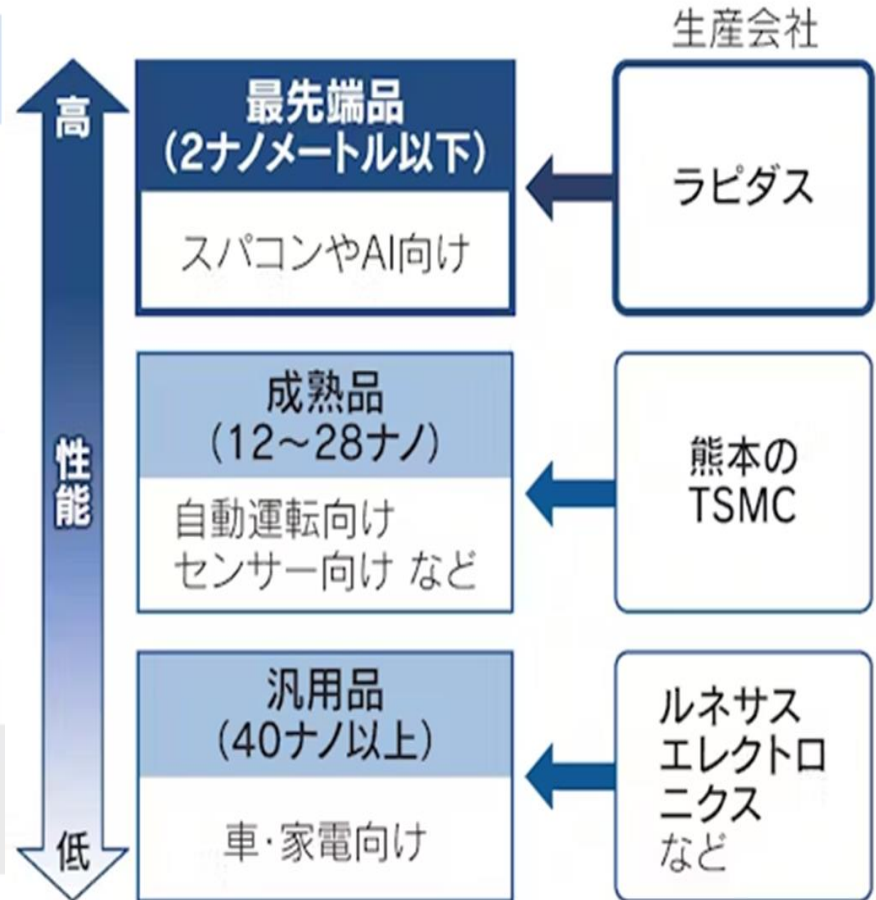 生産会社
高
最先端品
(2ナノメートル以下)
スパコンやAI向け
ラピダス
性能
成熟品
(12～28ナノ)
自動運転向け
センサー向け など
熊本の
TSMC
汎用品
(40ナノ以上)
車・家電向け
ルネサス
エレクトロ
ニクス
など
低